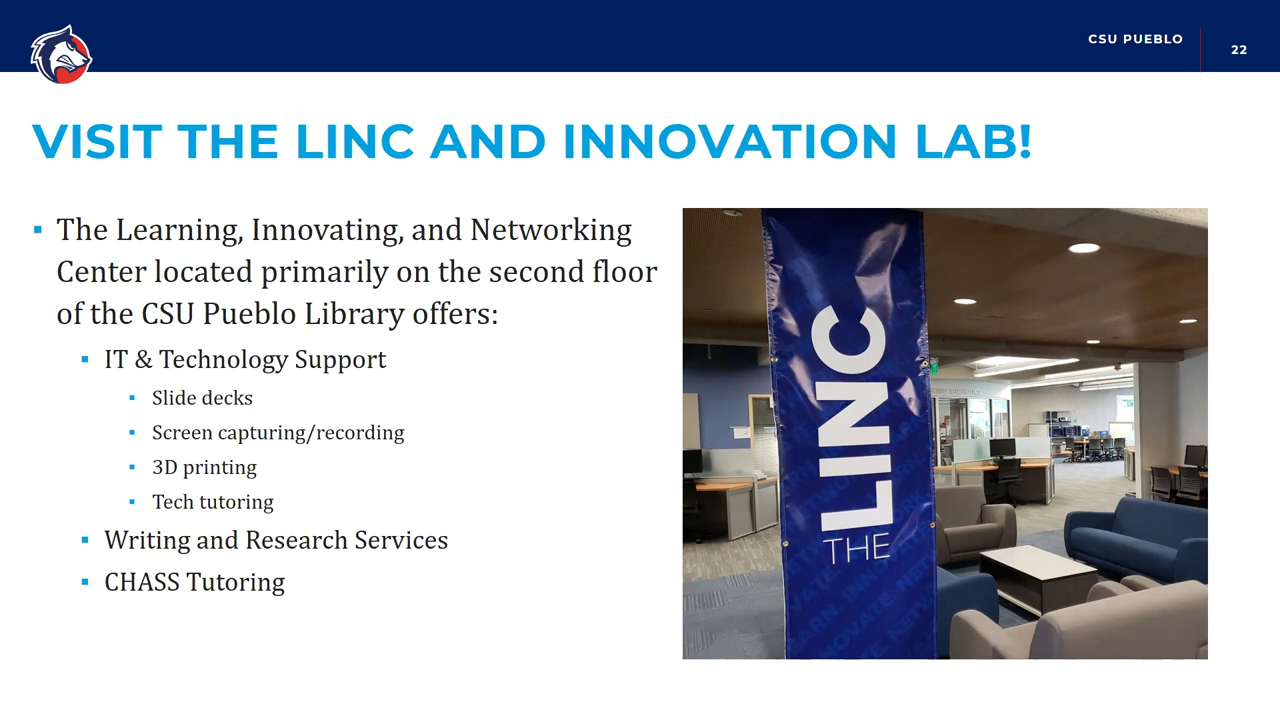 CSU PUEBLO
22
VISIT THE LINC AND INNOVATION LAB!
The Learning, Innovating, and Networking
Center located primarily on the second floor
of the CSU Pueblo Library offers:
IT & Technology Support
Slide decks
Screen capturing/recording
3D printing
Tech tutoring
Writing and Research Services
CHASS Tutoring
THE LINC